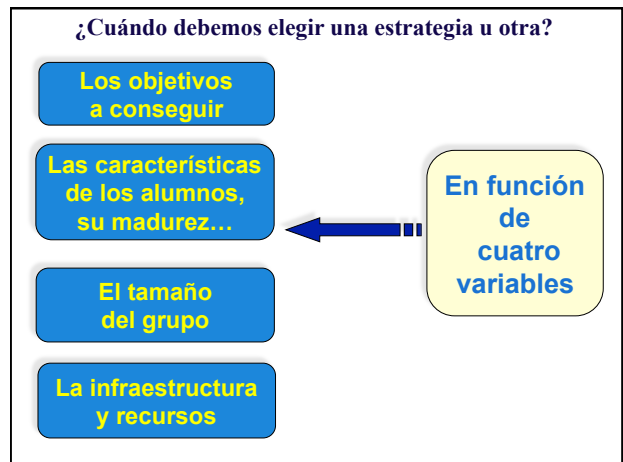 ¿Cuándo debemos elegir una estrategia u otra?
Los objetivos
a conseguir
Las características
de los alumnos,
su madurez…
El tamaño
del grupo
La infraestructura
y recursos
En función
de
cuatro
variables